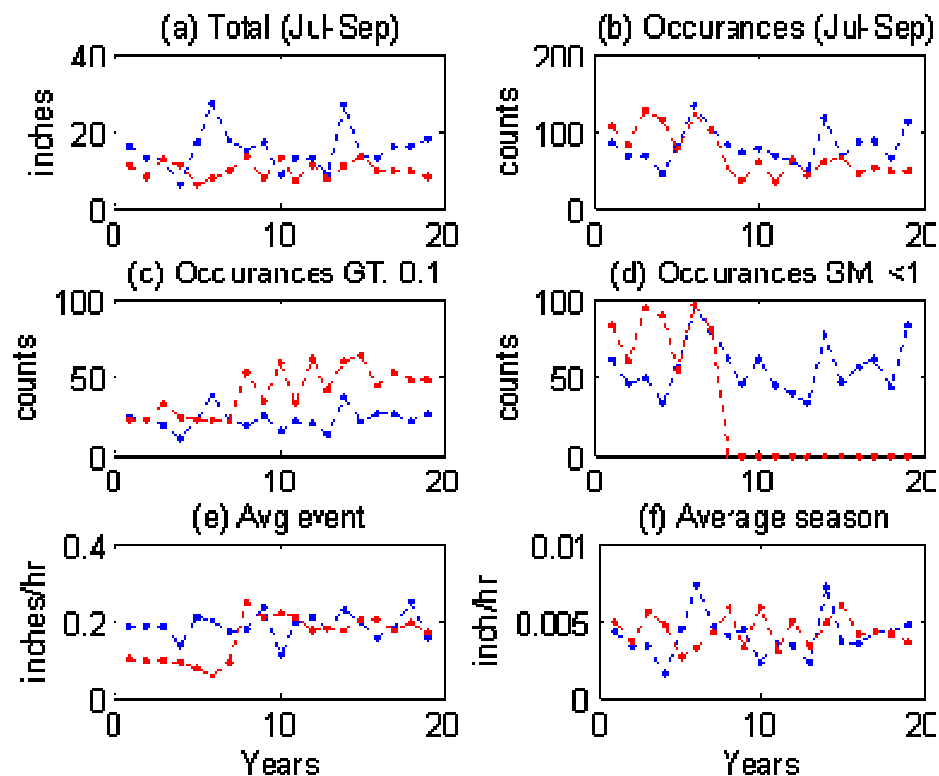 (a) Total (Jul-Sep)
40
20
0
inches
0
10
20
(b) Occurances (Jul-Sep)
200
100
0
counts
0
10
20
(c) Occurances GT. 0.1
100
50
0
counts
0
10
20
(d) Occurances SM. <1
100
50
0
counts
0
10
20
(e) Avg event
0.4
0.2
0
inches/hr
0
10
20
Years
(f) Average season
0.01
0.005
0
inch/hr
0
10
20
Years